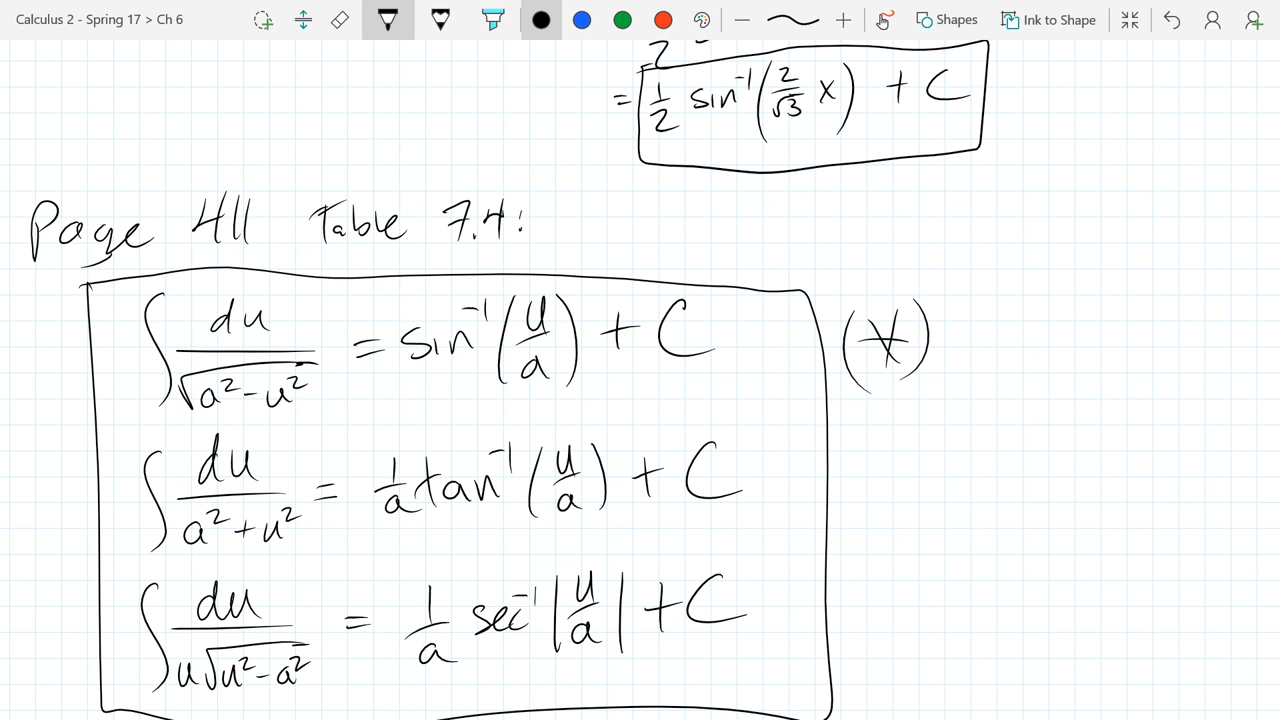 Calculus 2 - Spring 17 > Ch 6 Shapes Ink to Shape
= 1/2 sin⁻¹(2/√3 x) + C
Page 411 Table 7.4:
∫ du/√(a²-u²) = sin⁻¹(u/a) + C (*)
∫ du/(a²+u²) = 1/a tan⁻¹(u/a) + C
∫ du/(u√(u²-a²)) = 1/a sec⁻¹|u/a| + C